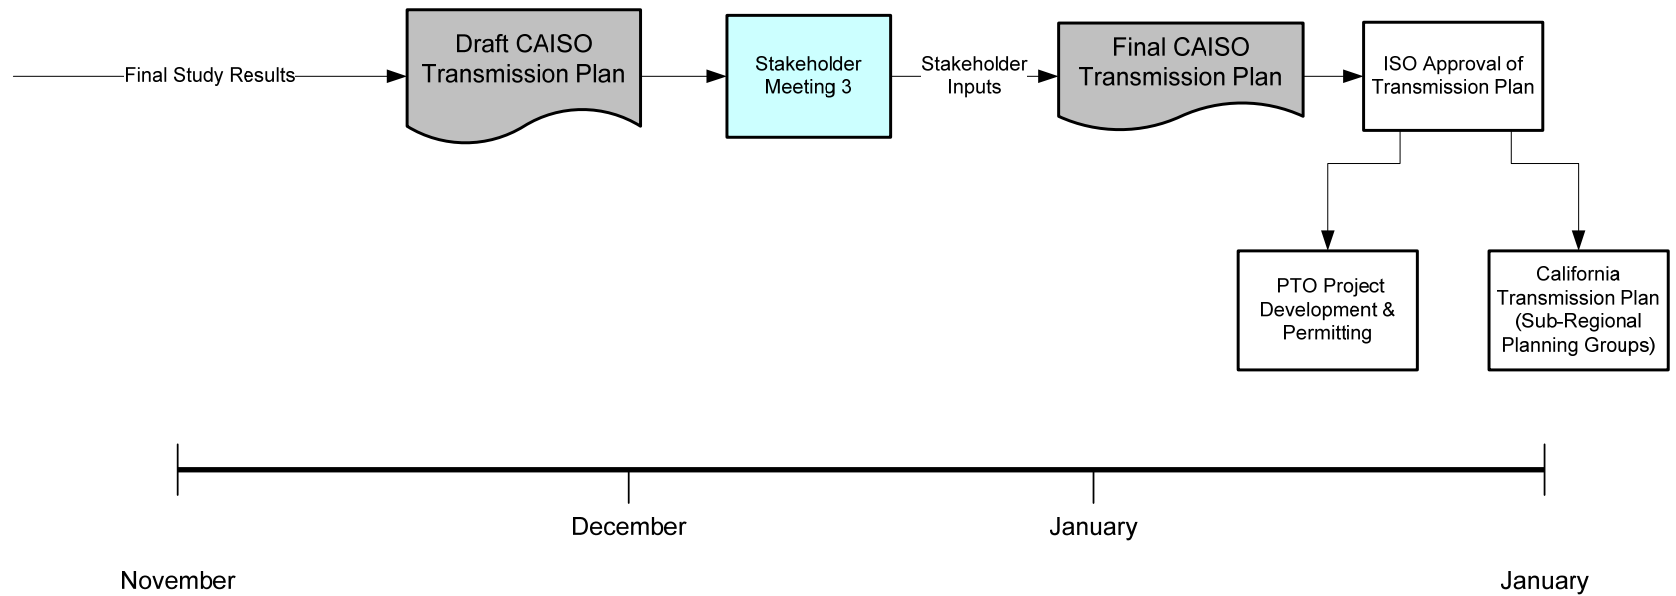 Final Study Results
Draft CAISO
Transmission Plan
Stakeholder
Meeting 3
Stakeholder
Inputs
Final CAISO
Transmission Plan
ISO Approval of
Transmission Plan
PTO Project
Development &
Permitting
California
Transmission Plan
(Sub-Regional
Planning Groups)
December
January
November
January